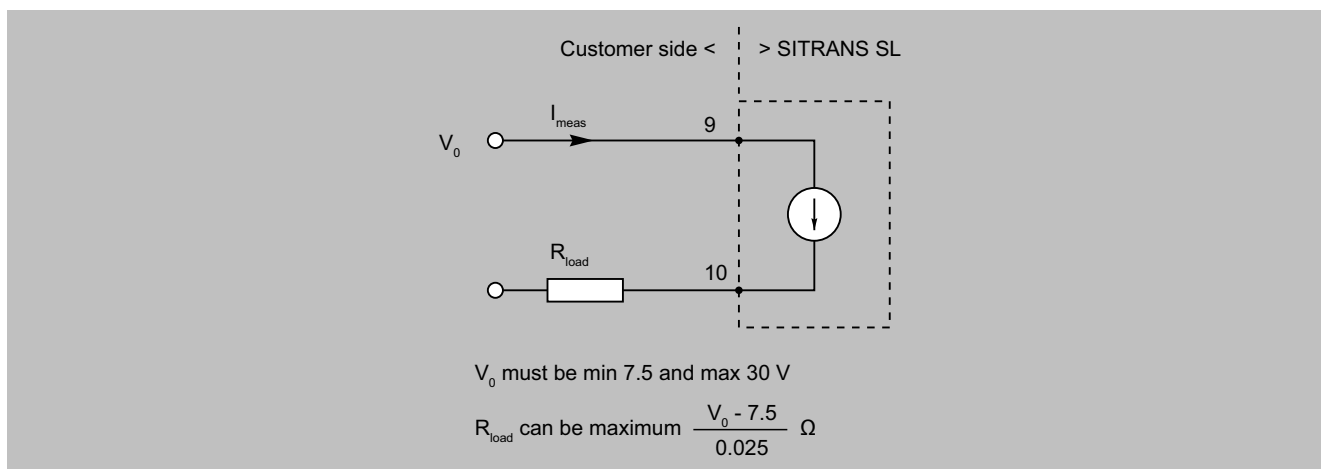 Customer side < > SITRANS SL
I_meas
9
V_0
R_load
10
V_0 must be min 7.5 and max 30 V
R_load can be maximum V_0 - 7.5 / 0.025 Ω